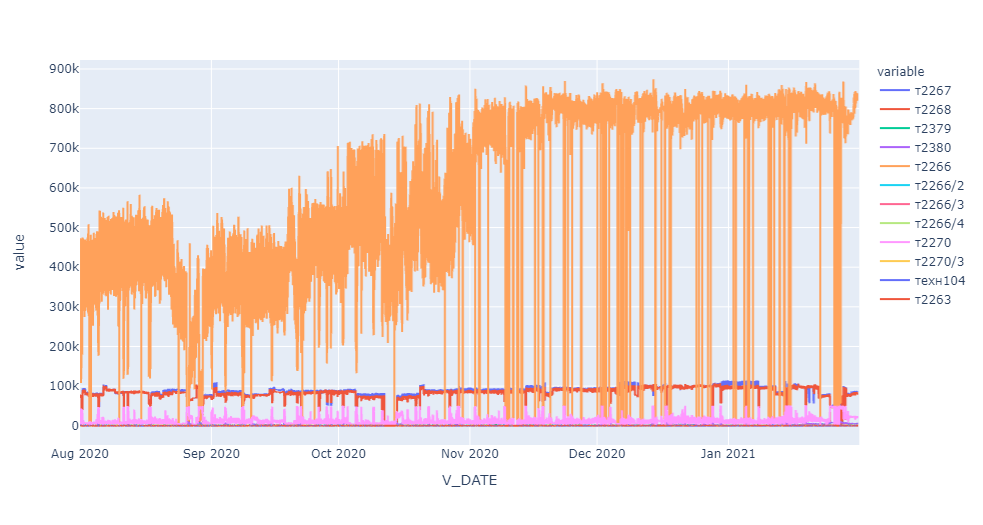 variable
900k
800k
700k
600k
500k
400k
300k
200k
100k
0
value
Aug 2020
Sep 2020
Oct 2020
Nov 2020
Dec 2020
Jan 2021
V_DATE
т2267
т2268
т2379
т2380
т2266
т2266/2
т2266/3
т2266/4
т2270
т2270/3
техн104
т2263